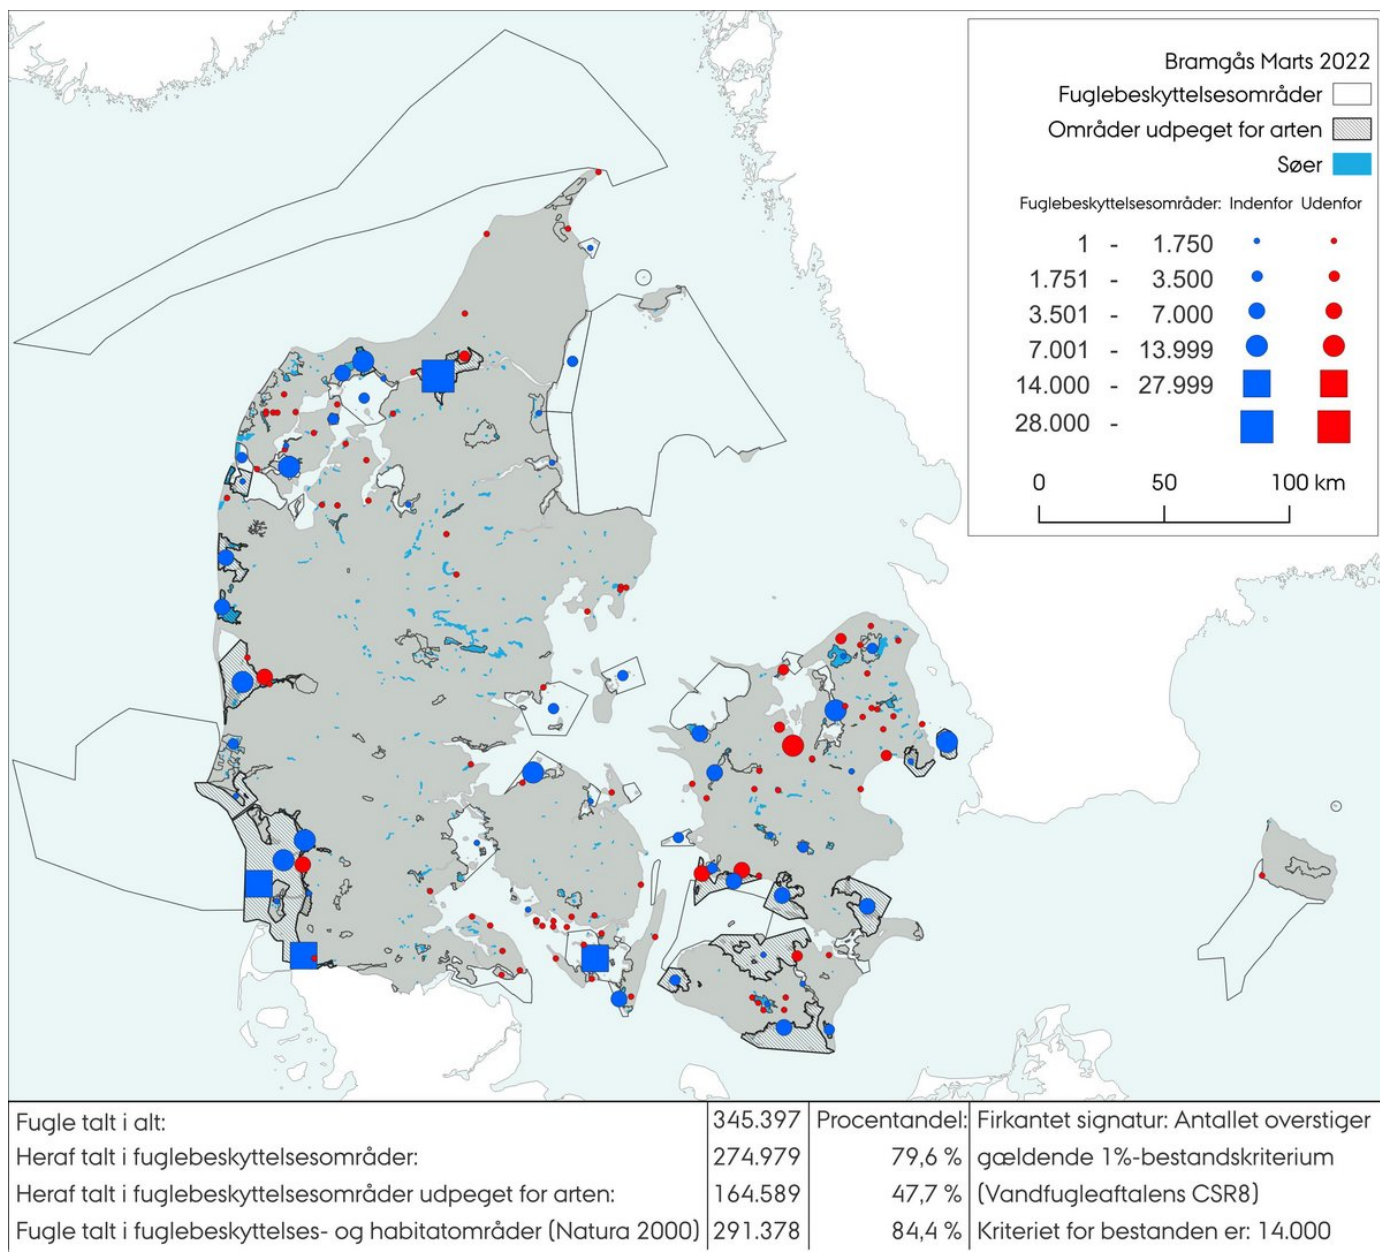 Bramgås Marts 2022
Fuglebeskyttelsesområder
Områder udpeget for arten
Søer
Fuglebeskyttelsesområder: Indenfor Udenfor
1 - 1.750
1.751 - 3.500
3.501 - 7.000
7.001 - 13.999
14.000 - 27.999
28.000 -
0 50 100 km
Fugle talt i alt: 345.397 Procentandel: Firkantet signatur: Antallet overstiger
Heraf talt i fuglebeskyttelsesområder: 274.979 79,6 % gældende 1%-bestandskriterium
Heraf talt i fuglebeskyttelsesområder udpeget for arten: 164.589 47,7 % (Vandfugleaftalens CSR8)
Fugle talt i fuglebeskyttelses- og habitatområder (Natura 2000) 291.378 84,4 % Kriteriet for bestanden er: 14.000